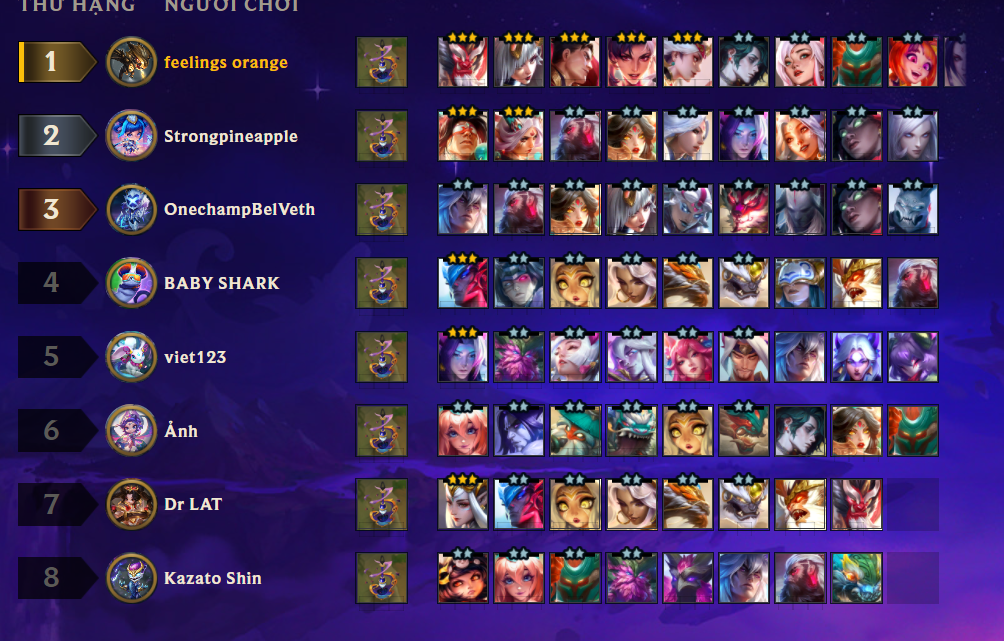 THỨ HẠNG NGƯỜI CHƠI
1 feelings orange
2 Strongpineapple
3 OnechampBelVeth
4 BABY SHARK
5 viet123
6 Ảnh
7 Dr LAT
8 Kazato Shin